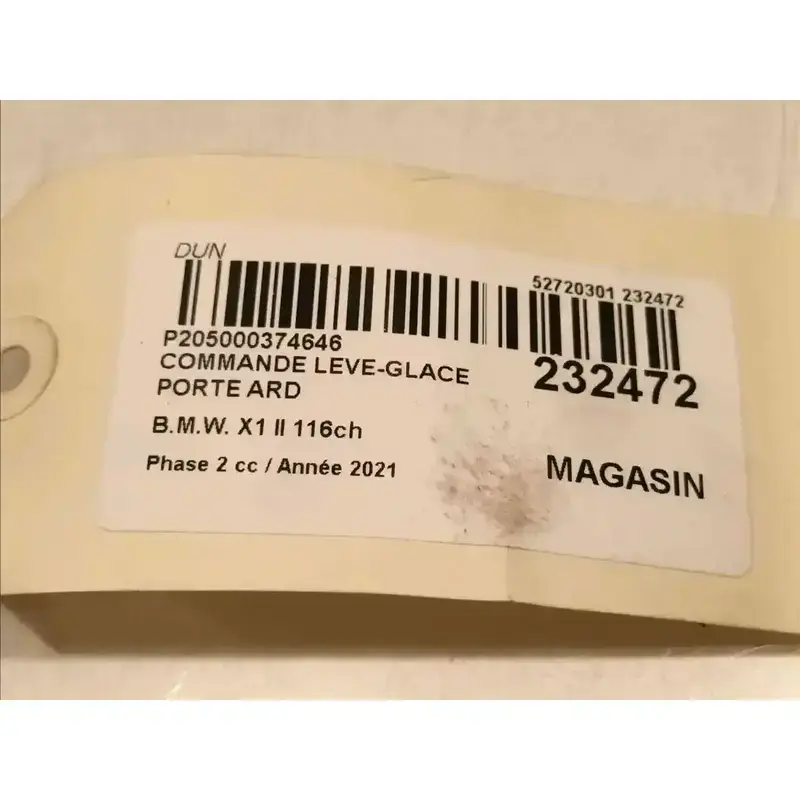 DUN
52720301 232472
P205000374646
COMMANDE LEVE-GLACE
PORTE ARD
232472
B.M.W. X1 II 116ch
Phase 2 cc / Année 2021
MAGASIN